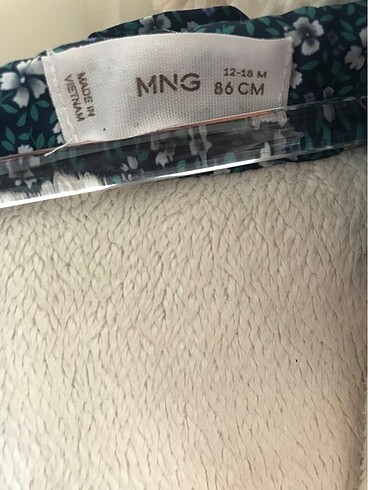 MADE IN
VIETNAM
MNG
12-18 M
86 CM